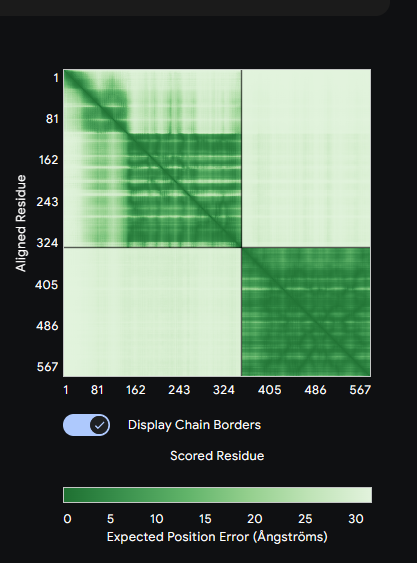 1
81
162
243
324
405
486
567
Aligned Residue
1 81 162 243 324 405 486 567
Display Chain Borders
Scored Residue
0 5 10 15 20 25 30
Expected Position Error (Ångströms)